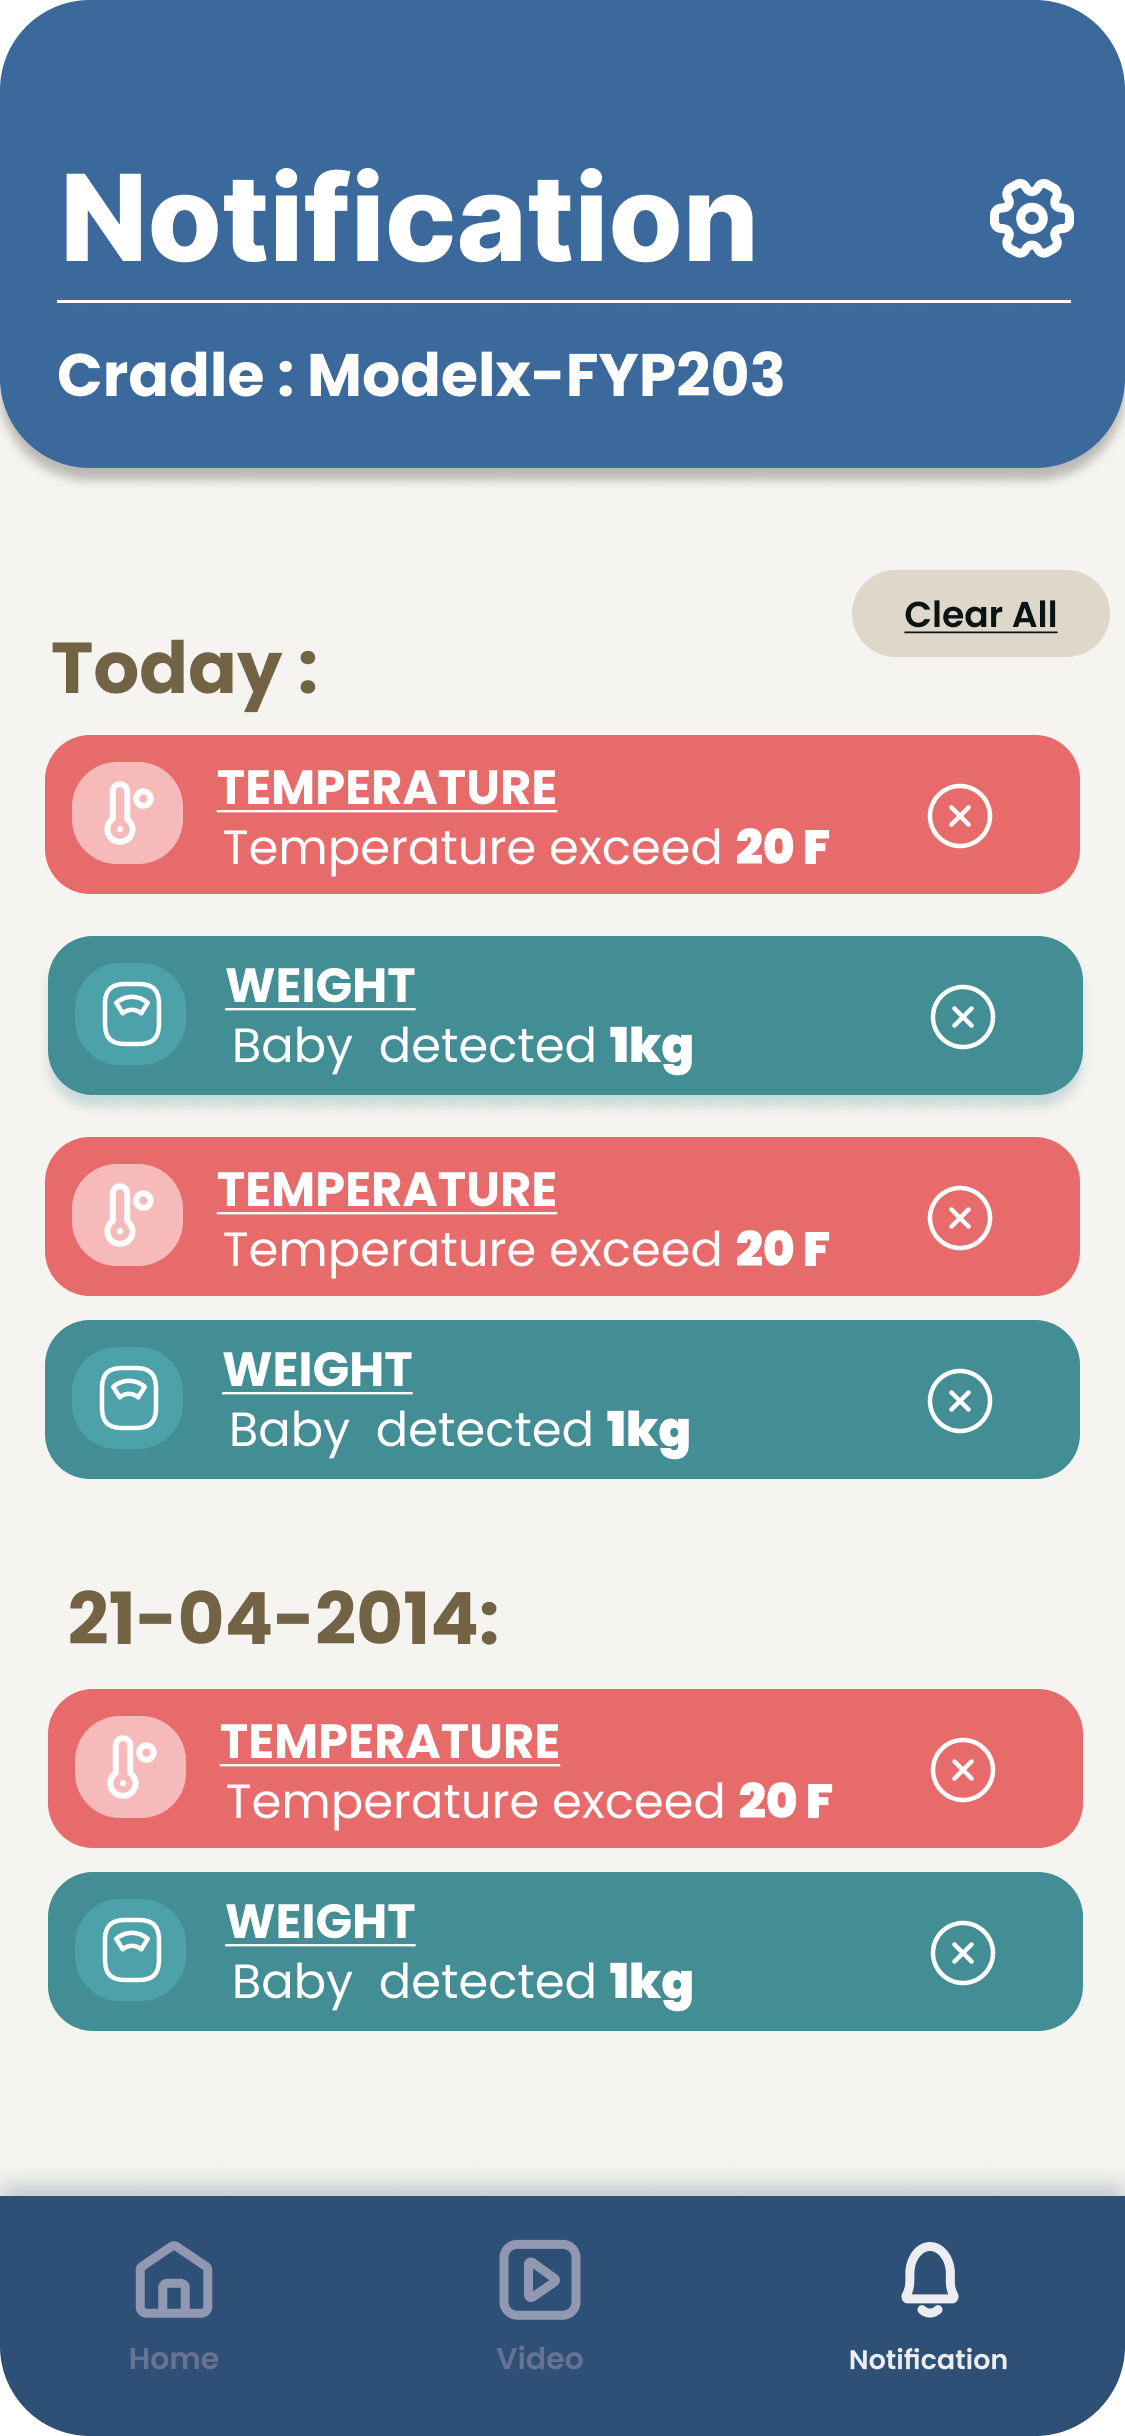 Notification
Cradle : Modelx-FYP203
Clear All
Today :
TEMPERATURE
Temperature exceed 20 F
WEIGHT
Baby  detected 1kg
TEMPERATURE
Temperature exceed 20 F
WEIGHT
Baby  detected 1kg
21-04-2014:
TEMPERATURE
Temperature exceed 20 F
WEIGHT
Baby  detected 1kg
Home
Video
Notification